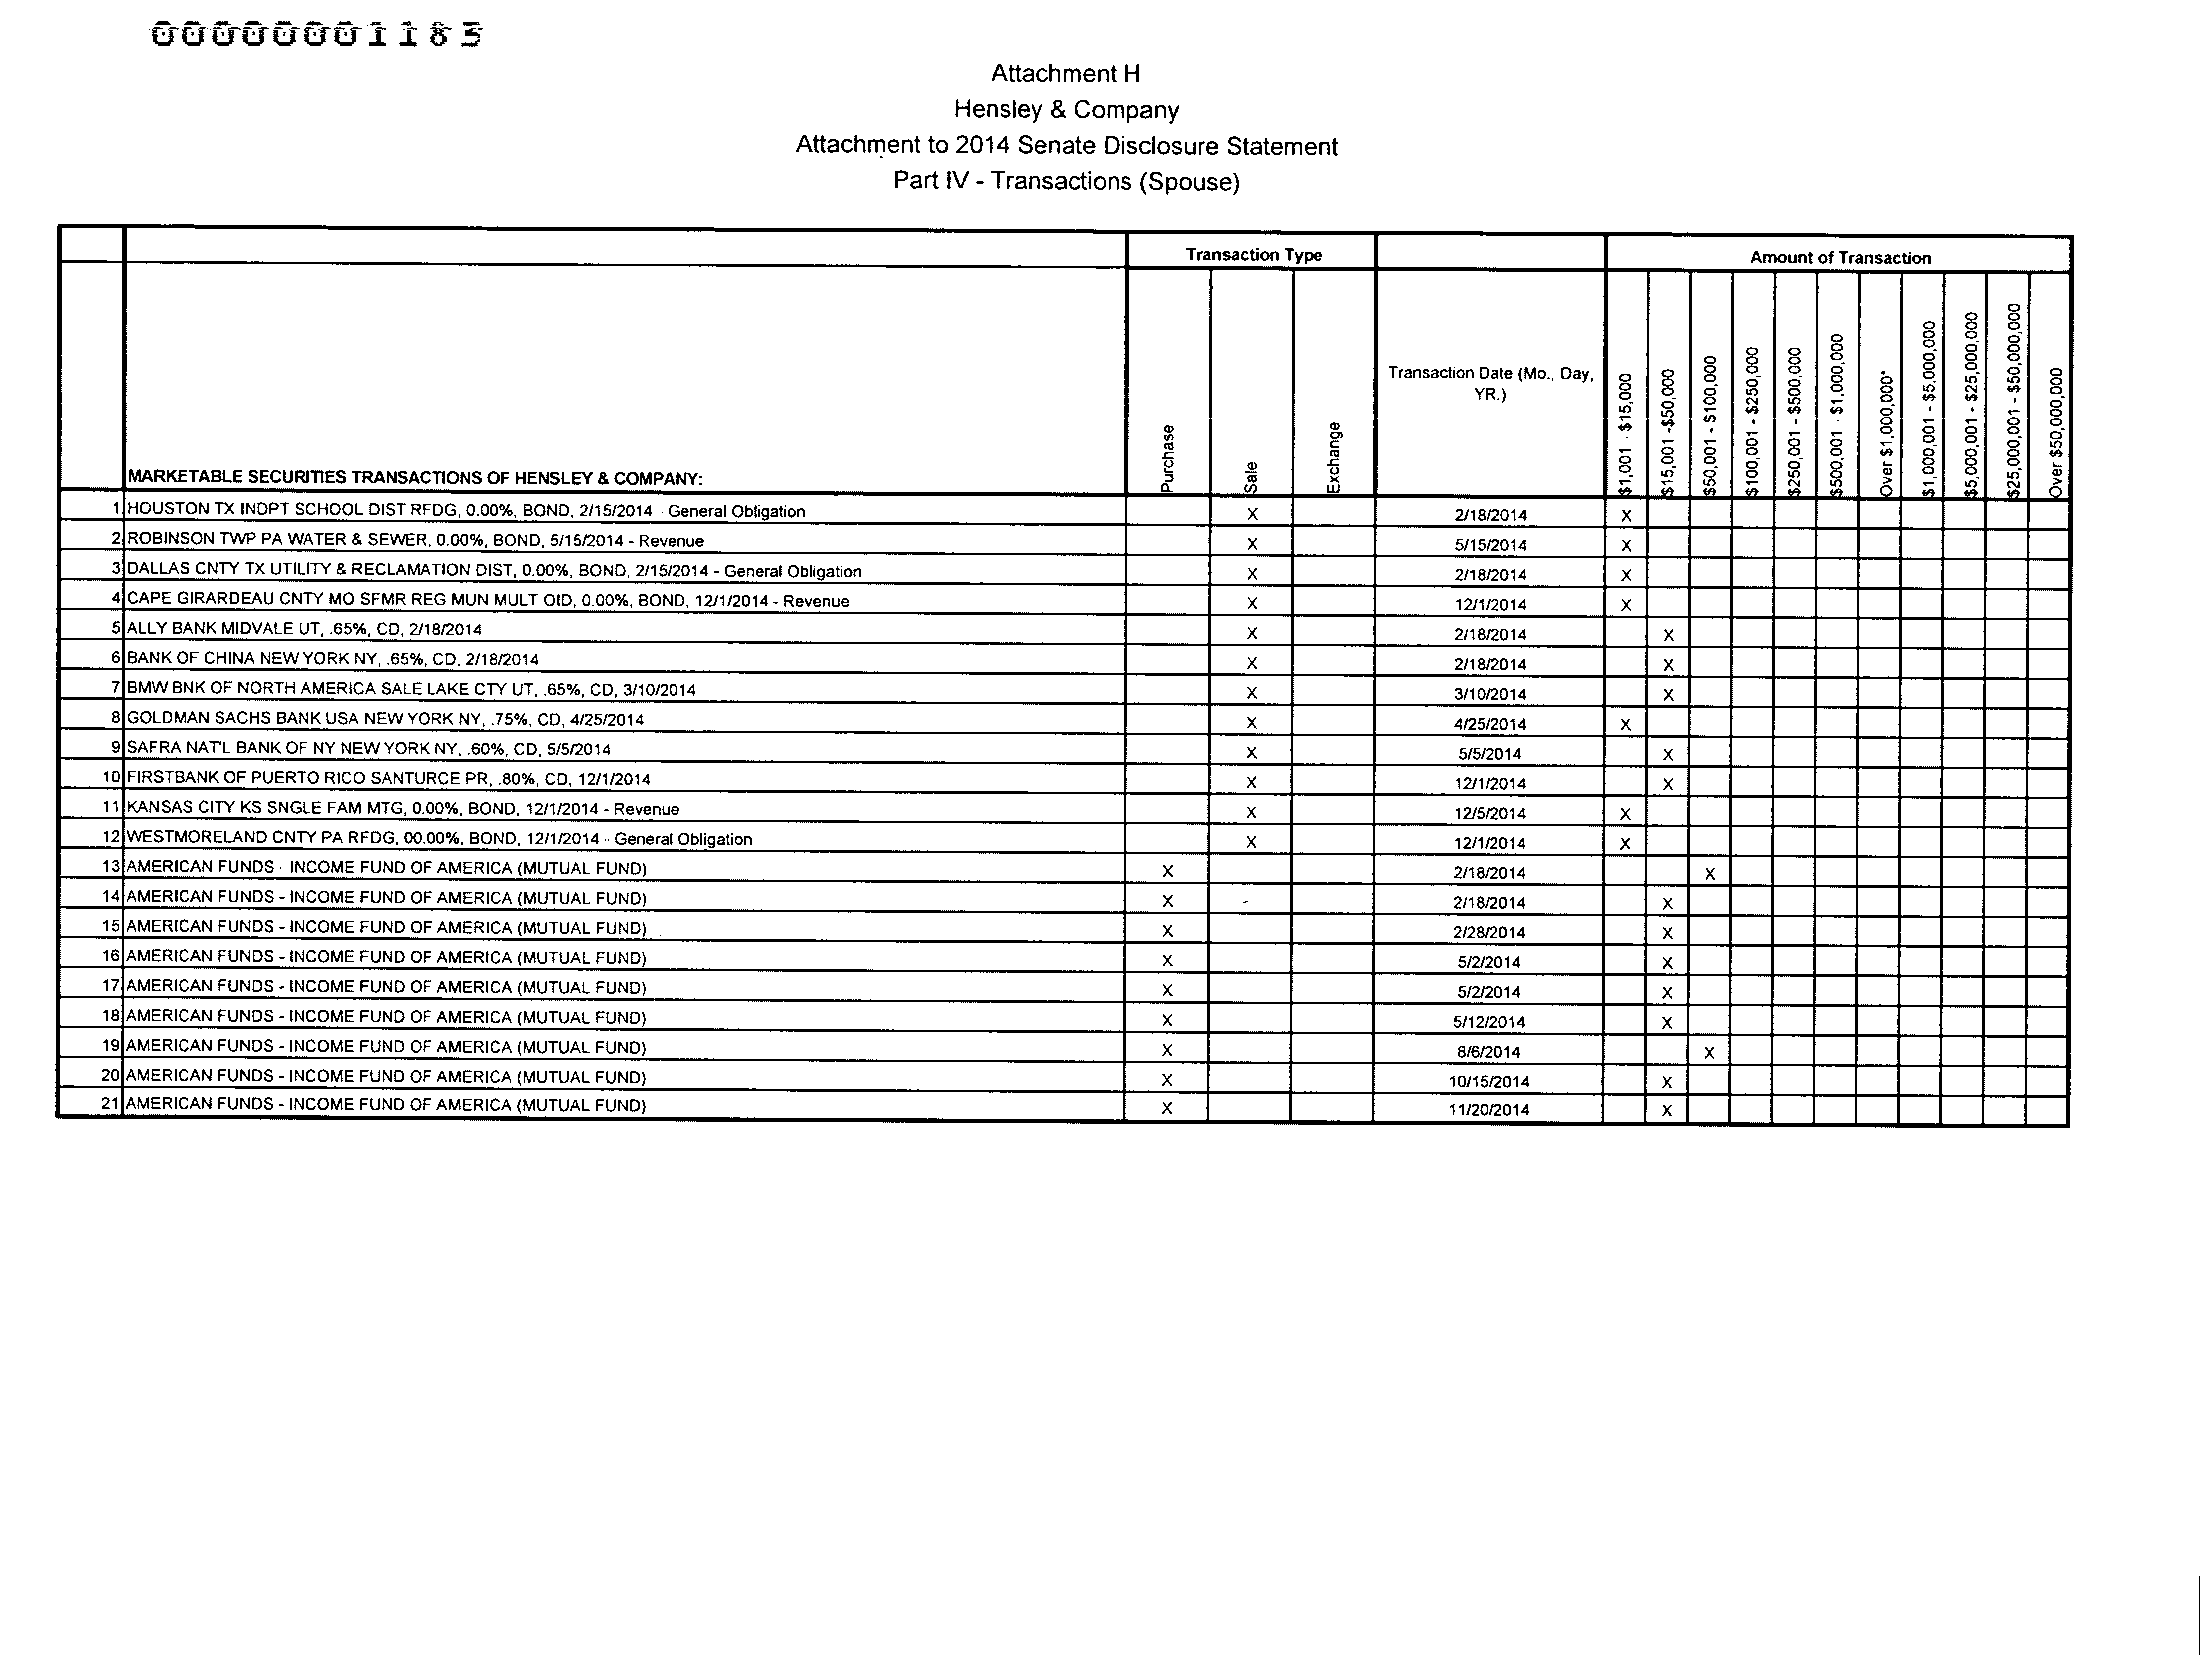 00000001185
Attachment H
Hensley & Company
Attachment to 2014 Senate Disclosure Statement
Part IV - Transactions (Spouse)
Transaction Type Amount of Transaction
MARKETABLE SECURITIES TRANSACTIONS OF HENSLEY & COMPANY: Purchase Sale Exchange Transaction Date (Mo., Day, YR.) $1,001 - $15,000 $15,001 -$50,000 $50,001 - $100,000 $100,001 - $250,000 $250,001 - $500,000 $500,001 - $1,000,000 Over $1,000,000* $1,000,001 - $5,000,000 $5,000,001 - $25,000,000 $25,000,001 - $50,000,000 Over $50,000,000
1 HOUSTON TX INDPT SCHOOL DIST RFDG, 0.00%, BOND, 2/15/2014 - General Obligation X 2/18/2014 X
2 ROBINSON TWP PA WATER & SEWER, 0.00%, BOND, 5/15/2014 - Revenue X 5/15/2014 X
3 DALLAS CNTY TX UTILITY & RECLAMATION DIST, 0.00%, BOND, 2/15/2014 - General Obligation X 2/18/2014 X
4 CAPE GIRARDEAU CNTY MO SFMR REG MUN MULT OID, 0.00%, BOND, 12/1/2014 - Revenue X 12/1/2014 X
5 ALLY BANK MIDVALE UT, .65%, CD, 2/18/2014 X 2/18/2014 X
6 BANK OF CHINA NEW YORK NY, .65%, CD, 2/18/2014 X 2/18/2014 X
7 BMW BNK OF NORTH AMERICA SALE LAKE CTY UT, .65%, CD, 3/10/2014 X 3/10/2014 X
8 GOLDMAN SACHS BANK USA NEW YORK NY, .75%, CD, 4/25/2014 X 4/25/2014 X
9 SAFRA NAT'L BANK OF NY NEW YORK NY, .60%, CD, 5/5/2014 X 5/5/2014 X
10 FIRSTBANK OF PUERTO RICO SANTURCE PR, .80%, CD, 12/1/2014 X 12/1/2014 X
11 KANSAS CITY KS SNGLE FAM MTG, 0.00%, BOND, 12/1/2014 - Revenue X 12/5/2014 X
12 WESTMORELAND CNTY PA RFDG, 00.00%, BOND, 12/1/2014 - General Obligation X 12/1/2014 X
13 AMERICAN FUNDS - INCOME FUND OF AMERICA (MUTUAL FUND) X 2/18/2014 X
14 AMERICAN FUNDS - INCOME FUND OF AMERICA (MUTUAL FUND) X 2/18/2014 X
15 AMERICAN FUNDS - INCOME FUND OF AMERICA (MUTUAL FUND) X 2/28/2014 X
16 AMERICAN FUNDS - INCOME FUND OF AMERICA (MUTUAL FUND) X 5/2/2014 X
17 AMERICAN FUNDS - INCOME FUND OF AMERICA (MUTUAL FUND) X 5/2/2014 X
18 AMERICAN FUNDS - INCOME FUND OF AMERICA (MUTUAL FUND) X 5/12/2014 X
19 AMERICAN FUNDS - INCOME FUND OF AMERICA (MUTUAL FUND) X 8/6/2014 X
20 AMERICAN FUNDS - INCOME FUND OF AMERICA (MUTUAL FUND) X 10/15/2014 X
21 AMERICAN FUNDS - INCOME FUND OF AMERICA (MUTUAL FUND) X 11/20/2014 X